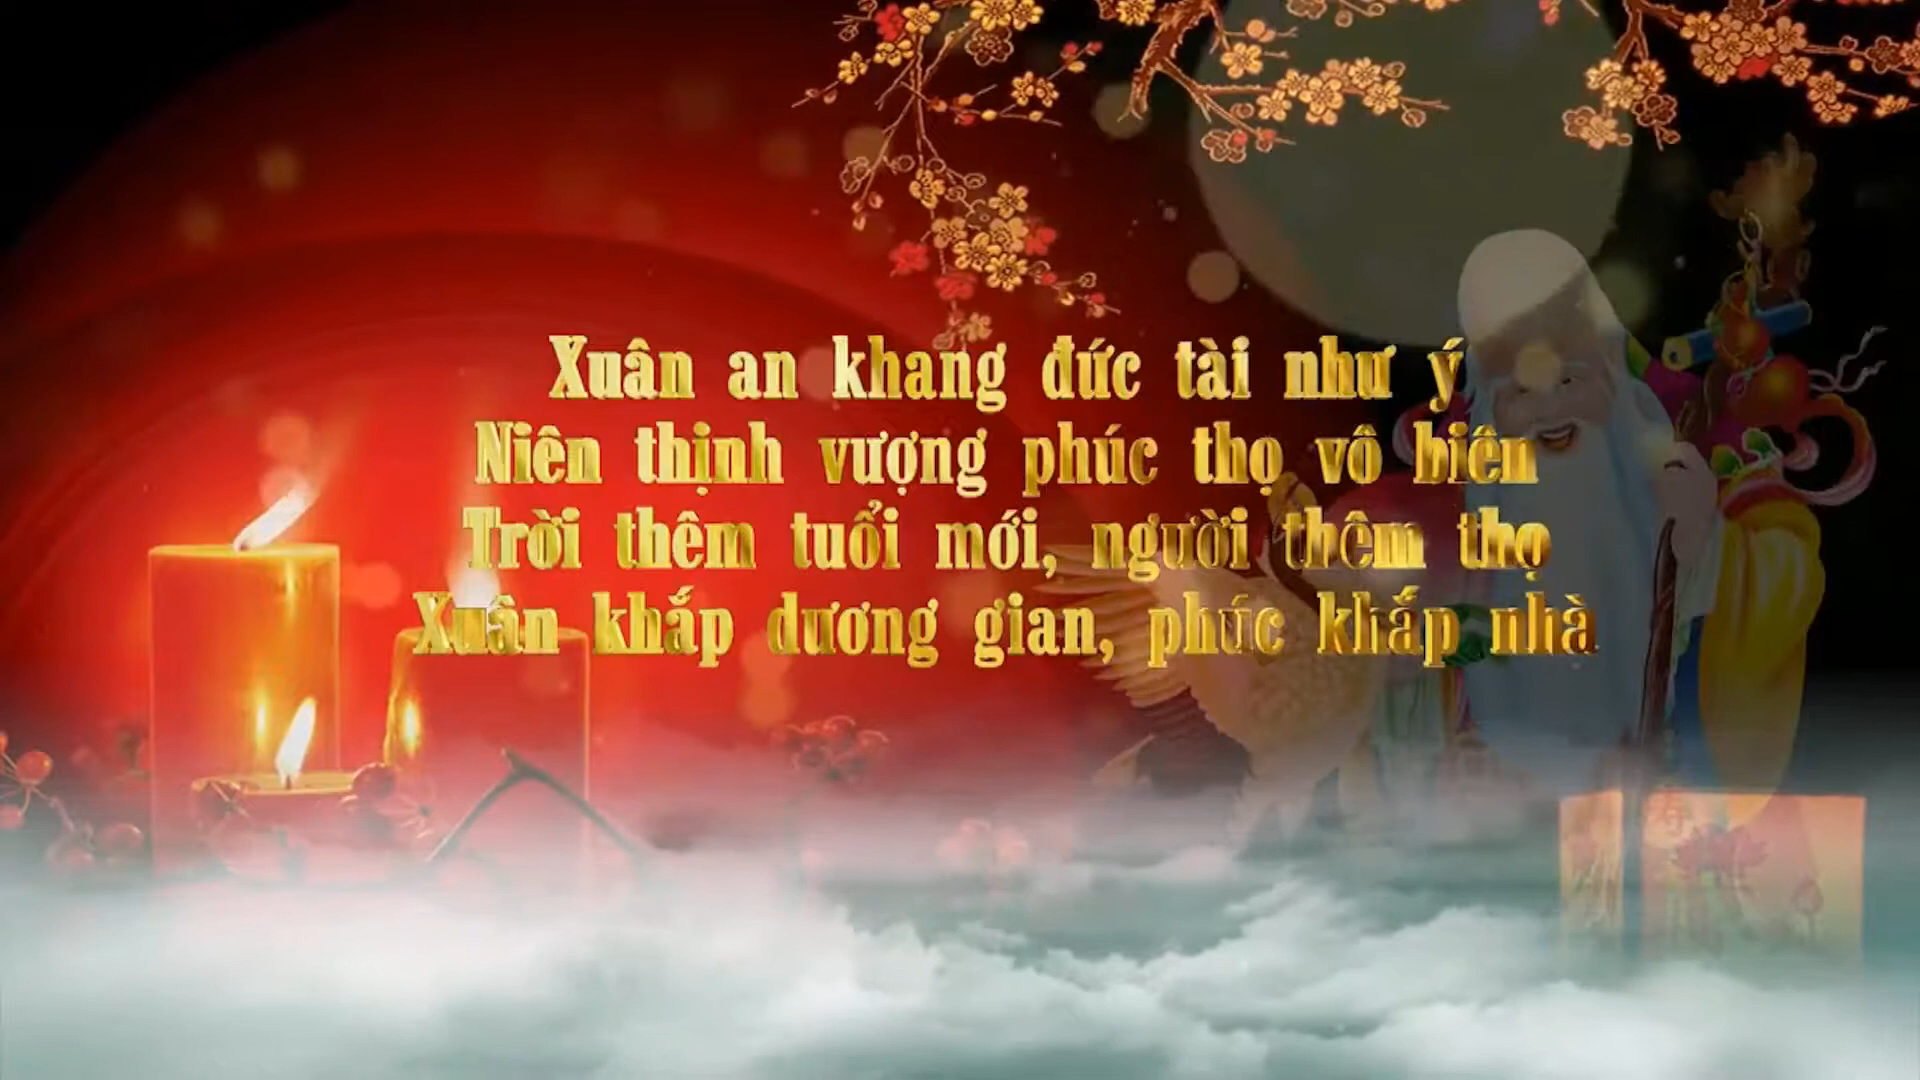 Xuân an khang đức tài như ý
Niên thịnh vượng phúc thọ vô biên
Trời thêm tuổi mới, người thêm thọ
Xuân khắp dương gian, phúc khắp nhà